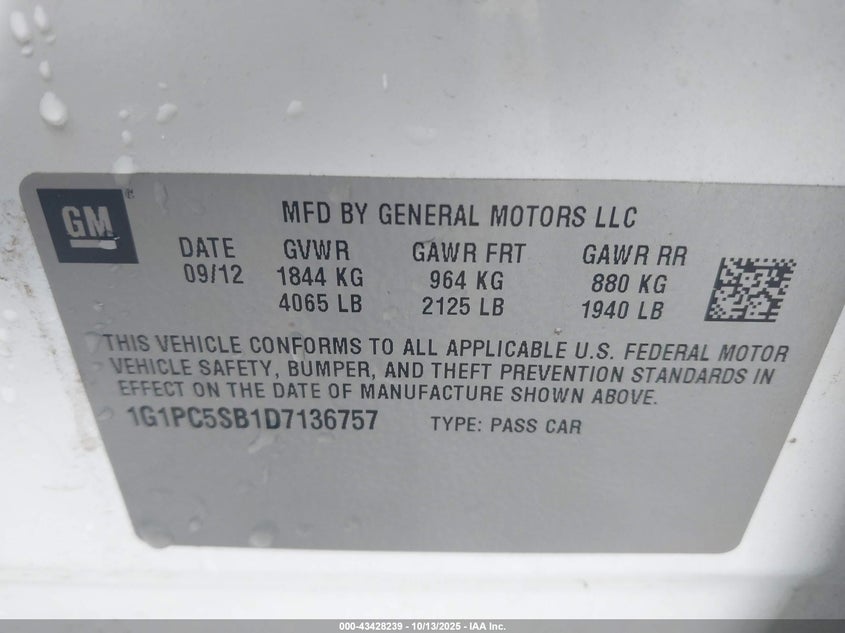 GM®
MFD BY GENERAL MOTORS LLC
DATE GVWR GAWR FRT GAWR RR
09/12 1844 KG 964 KG 880 KG
4065 LB 2125 LB 1940 LB
THIS VEHICLE CONFORMS TO ALL APPLICABLE U.S. FEDERAL MOTOR
VEHICLE SAFETY, BUMPER, AND THEFT PREVENTION STANDARDS IN
EFFECT ON THE DATE OF MANUFACTURE SHOWN ABOVE.
1G1PC5SB1D7136757 TYPE: PASS CAR
000-43428239 - 10/13/2025 - IAA Inc.